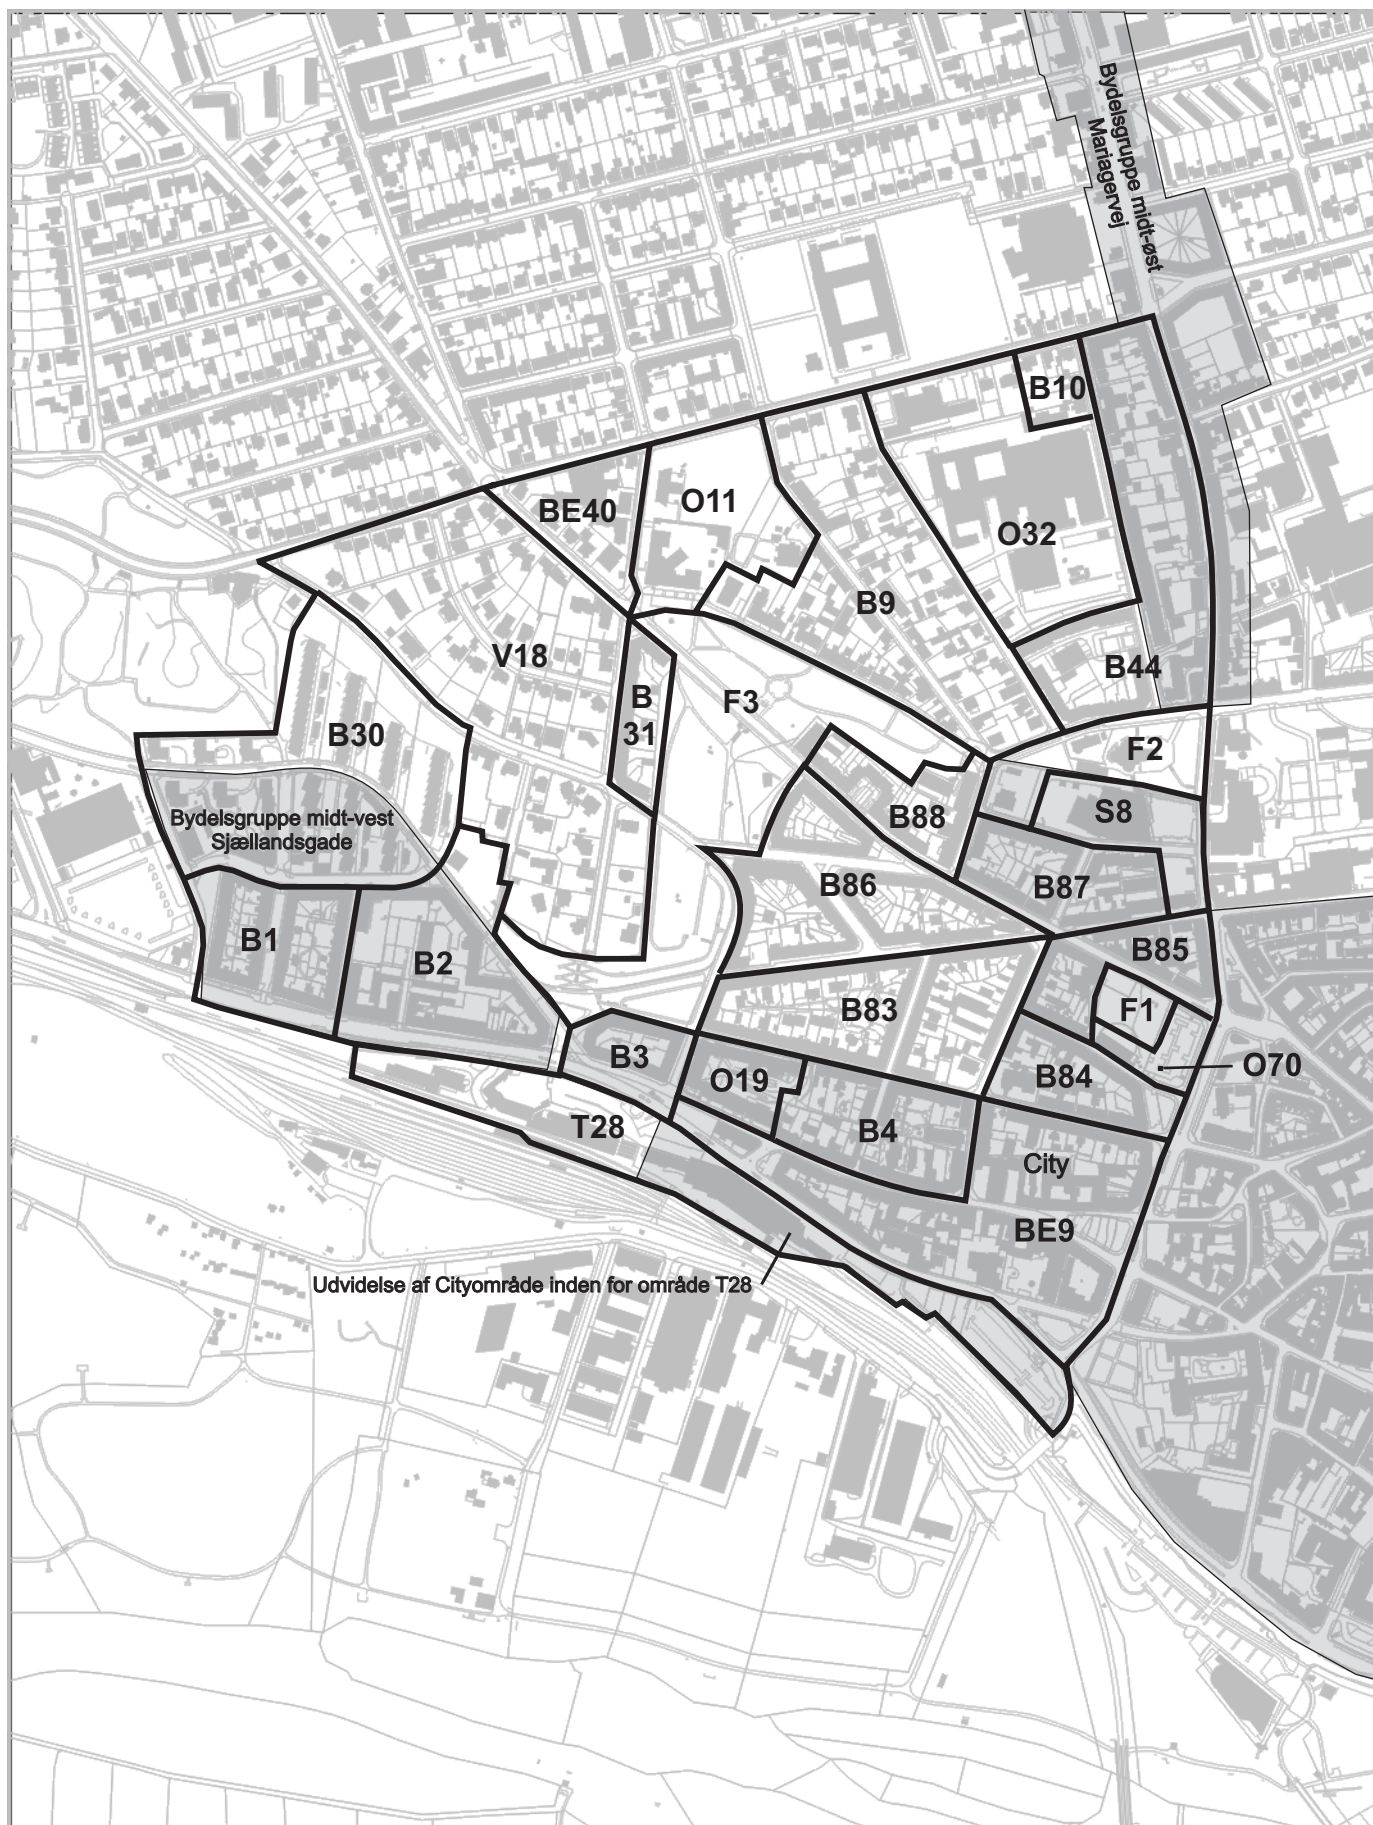 Bydelsgruppe midt-øst
Mariagervej
B10
BE40
O11
O32
B9
B44
V18
B
31
F3
B30
F2
Bydelsgruppe midt-vest
Sjællandsgade
S8
B88
B86
B87
B1
B2
B85
B83
F1
B3
O19
B84
O70
T28
B4
City
BE9
Udvidelse af Cityområde inden for område T28